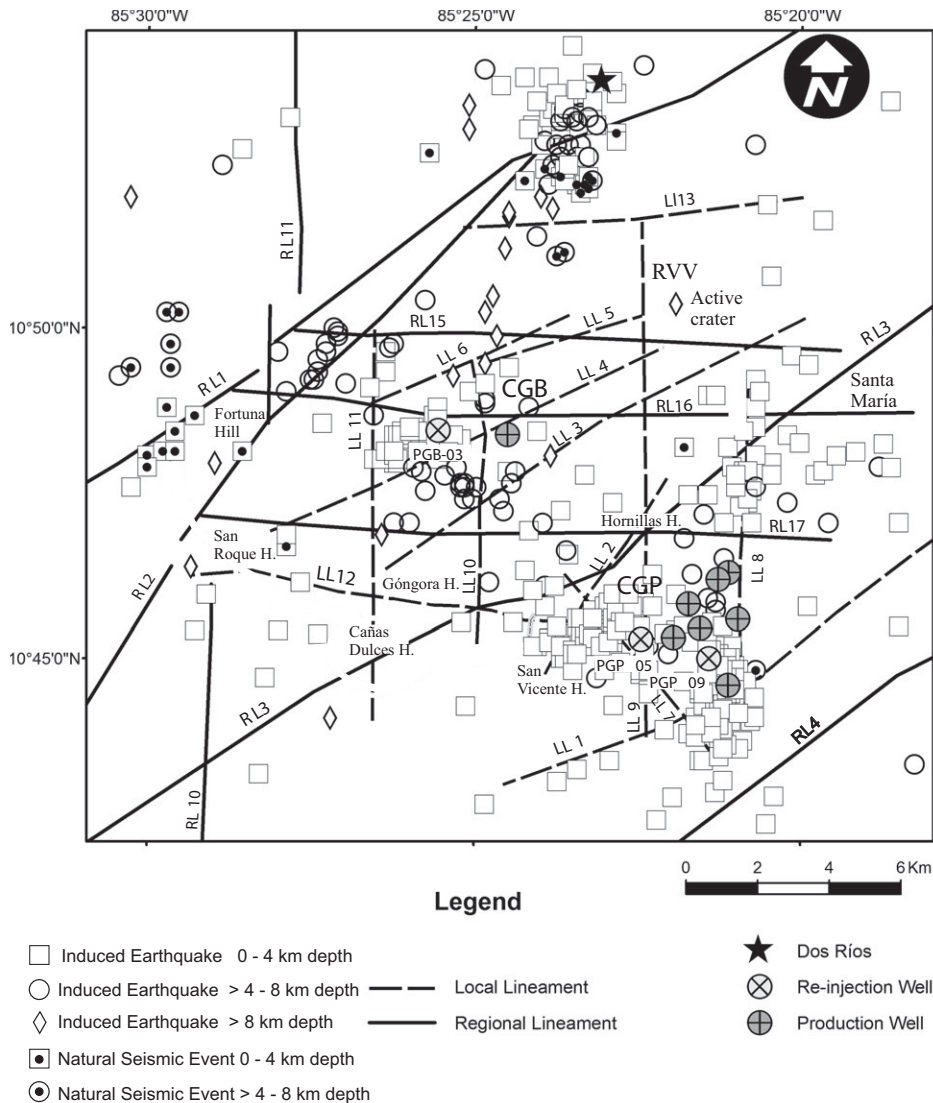 85°30'0"W 85°25'0"W 85°20'0"W
N
LI13
RL11
RVV
Active
crater
10°50'0"N
RL15
LL 5
LL 6
RL3
LL 4
RL1
CGB
Santa
María
RL16
Fortuna
Hill
LL 11
LL 3
PGB-03
Hornillas H.
RL17
San
Roque H.
LL 2
LL 8
RL2
LL12
Góngora H.
LL10
CGP
Cañas
Dulces H.
10°45'0"N
San
Vicente H.
PGP 05
PGP 09
RL3
LL 9
LL7
LL 1
RL4
RL 10
0 2 4 6 Km
Legend
Induced Earthquake 0 - 4 km depth
Induced Earthquake > 4 - 8 km depth
Induced Earthquake > 8 km depth
Natural Seismic Event 0 - 4 km depth
Natural Seismic Event > 4 - 8 km depth
Local Lineament
Regional Lineament
Dos Ríos
Re-injection Well
Production Well